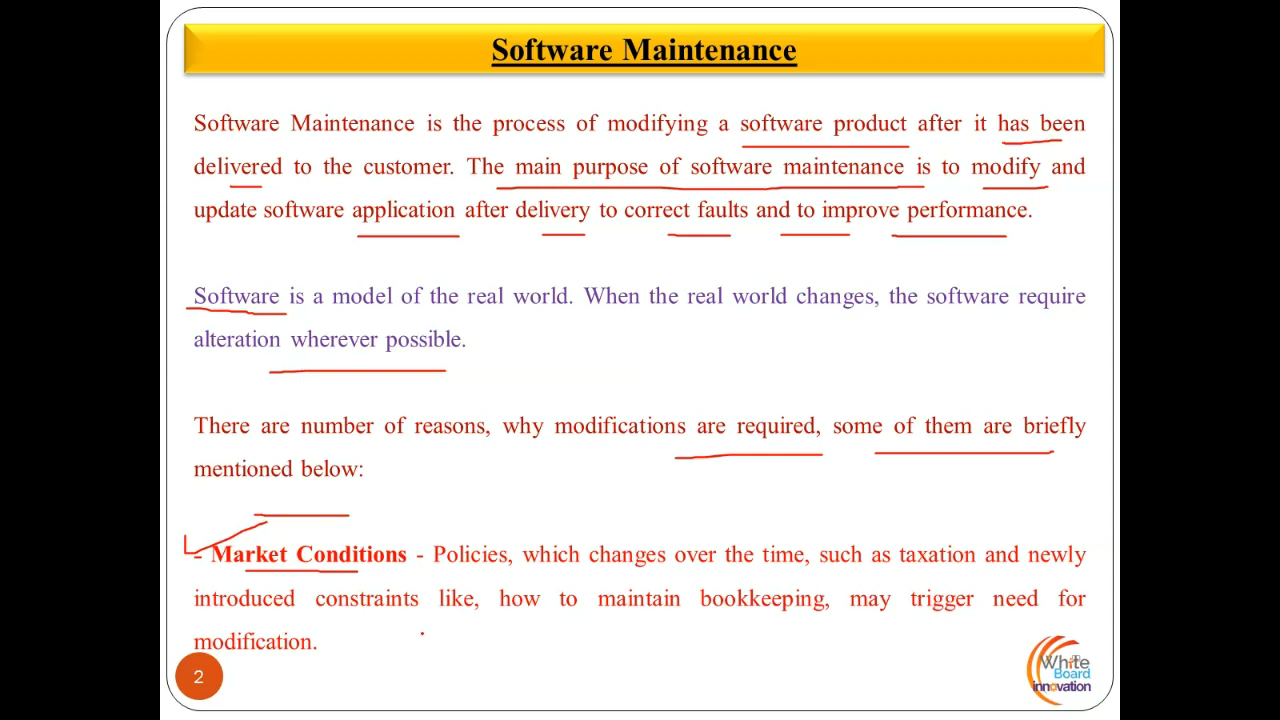 Software Maintenance
Software Maintenance is the process of modifying a software product after it has been
delivered to the customer. The main purpose of software maintenance is to modify and
update software application after delivery to correct faults and to improve performance.
Software is a model of the real world. When the real world changes, the software require
alteration wherever possible.
There are number of reasons, why modifications are required, some of them are briefly
mentioned below:
- Market Conditions - Policies, which changes over the time, such as taxation and newly
introduced constraints like, how to maintain bookkeeping, may trigger need for
modification.
2
White
Board
innovation